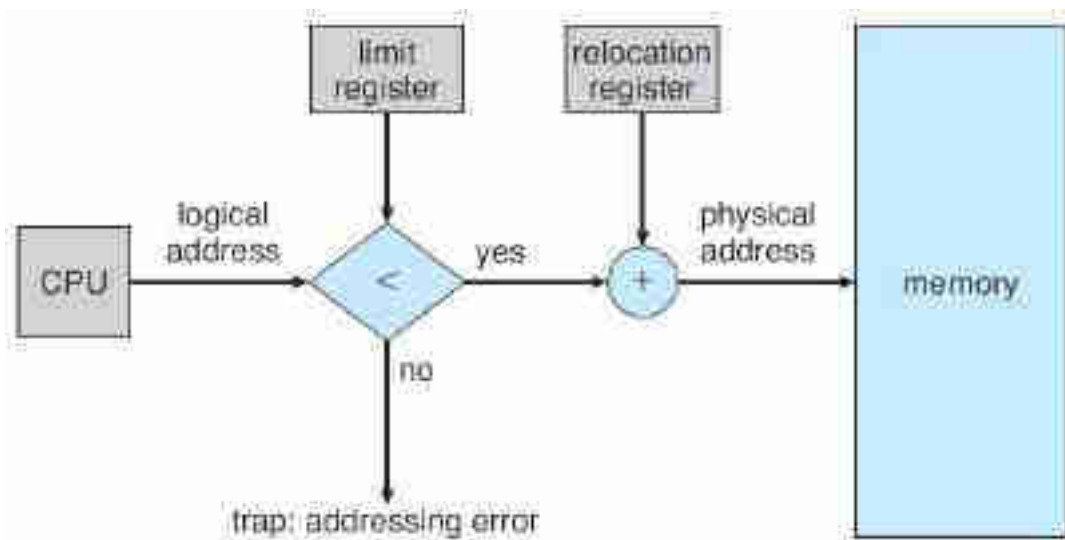 limit
register
relocation
register
logical
address
physical
address
CPU
<
yes
+
memory
no
trap: addressing error